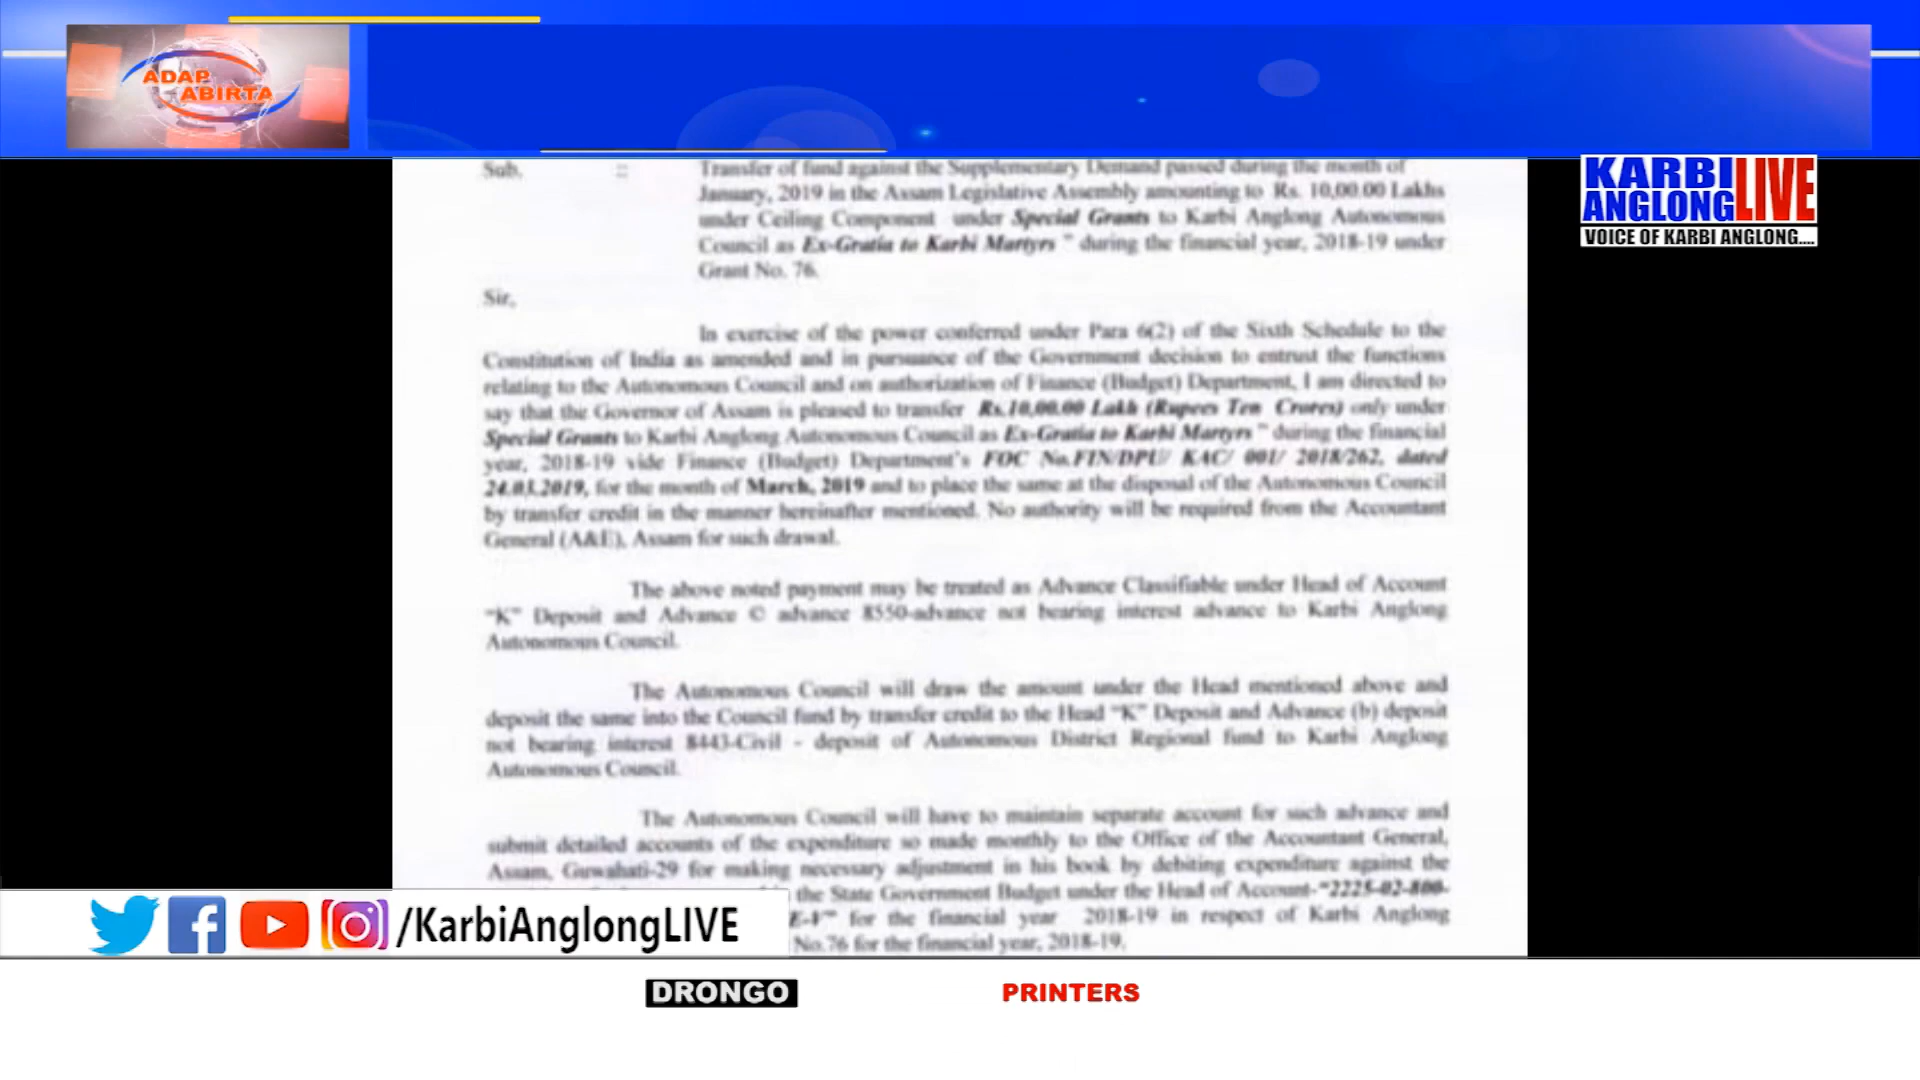 ADAP
ABIRTA
KARBI
ANGLONG
LIVE
VOICE OF KARBI ANGLONG....
Sub. :: Transfer of fund against the Supplementary Demand passed during the month of
January, 2019 in the Assam Legislative Assembly amounting to Rs. 10,00.00 Lakhs
under Ceiling Component under Special Grants to Karbi Anglong Autonomous
Council as Ex-Gratia to Karbi Martyrs " during the financial year, 2018-19 under
Grant No. 76.
Sir,
In exercise of the power conferred under Para 6(2) of the Sixth Schedule to the
Constitution of India as amended and in pursuance of the Government decision to entrust the functions
relating to the Autonomous Council and on authorization of Finance (Budget) Department, I am directed to
say that the Governor of Assam is pleased to transfer Rs.10,00.00 Lakh (Rupees Ten Crores) only under
Special Grants to Karbi Anglong Autonomous Council as Ex-Gratia to Karbi Martyrs " during the financial
year, 2018-19 vide Finance (Budget) Department's FOC No.FIN/DPU/ KAC/ 001/ 2018/262, dated
24.03.2019, for the month of March, 2019 and to place the same at the disposal of the Autonomous Council
by transfer credit in the manner hereinafter mentioned. No authority will be required from the Accountant
General (A&E), Assam for such drawal.
The above noted payment may be treated as Advance Classifiable under Head of Account
"K" Deposit and Advance © advance 8550-advance not bearing interest advance to Karbi Anglong
Autonomous Council.
The Autonomous Council will draw the amount under the Head mentioned above and
deposit the same into the Council fund by transfer credit to the Head "K" Deposit and Advance (b) deposit
not bearing interest 8443-Civil - deposit of Autonomous District Regional fund to Karbi Anglong
Autonomous Council.
The Autonomous Council will have to maintain separate account for such advance and
submit detailed accounts of the expenditure so made monthly to the Office of the Accountant General,
Assam, Guwahati-29 for making necessary adjustment in his book by debiting expenditure against the
the State Government Budget under the Head of Account-"2225-02-800-
E-V" for the financial year 2018-19 in respect of Karbi Anglong
No.76 for the financial year, 2018-19.
/KarbiAnglongLIVE
DRONGO PRINTERS